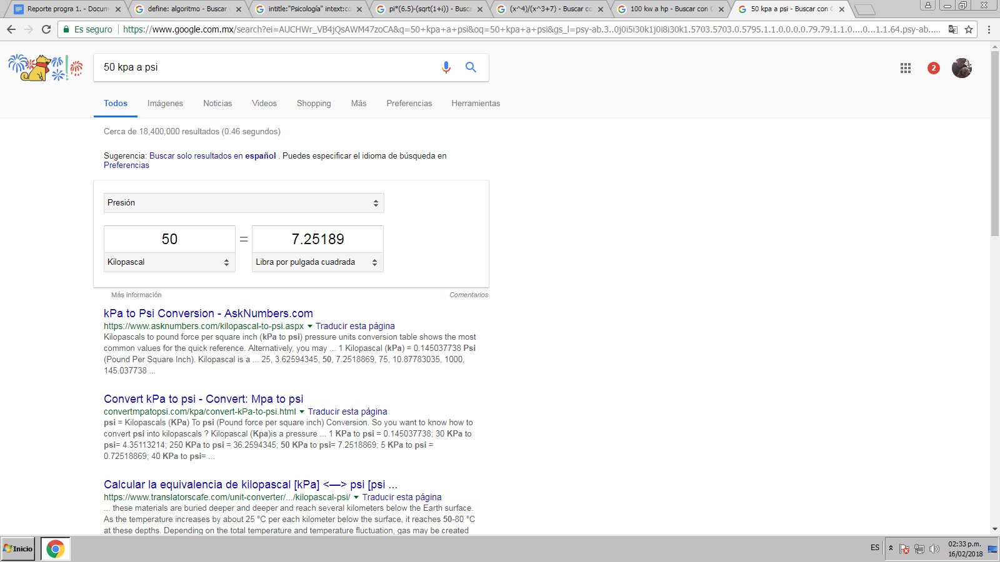 Reporte progra 1. - Docum
define: algoritmo - Buscar
intitle:"Psicología" intext:co
pi*(6.5)-(sqrt(1+i)) - Busca
(x^4)/(x^3+7) - Buscar co
100 kw a hp - Buscar con G
50 kpa a psi - Buscar con G
Es seguro
https://www.google.com.mx/search?ei=AUCHWr_VB4jQsAWM47zoCA&q=50+kpa+a+psi&oq=50+kpa+a+psi&gs_l=psy-ab.3..0j0i5i30k1j0i8i30k1.5703.5703.0.5795.1.1.0.0.0.0.79.79.1.1.0....0...1.1.64.psy-ab.....
50 kpa a psi
2
Todos Imágenes Noticias Videos Shopping Más Preferencias Herramientas
Cerca de 18,400,000 resultados (0.46 segundos)
Sugerencia: Buscar solo resultados en español . Puedes especificar el idioma de búsqueda en
Preferencias
Presión
50 = 7.25189
Kilopascal Libra por pulgada cuadrada
Más información Comentarios
kPa to Psi Conversion - AskNumbers.com
https://www.asknumbers.com/kilopascal-to-psi.aspx Traducir esta página
Kilopascals to pound force per square inch (kPa to psi) pressure units conversion table shows the most
common values for the quick reference. Alternatively, you may ... 1 Kilopascal (kPa) = 0.145037738 Psi
(Pound Per Square Inch). Kilopascal is a ... 25, 3.62594345, 50, 7.2518869, 75, 10.87783035, 1000,
145.037738 ...
Convert kPa to psi - Convert: Mpa to psi
convertmpatopsi.com/kpa/convert-kPa-to-psi.html Traducir esta página
psi = Kilopascals (KPa) To psi (Pound force per square inch) Conversion. So you want to know how to
convert psi into kilopascals ? Kilopascal (Kpa)is a pressure ... 1 KPa to psi = 0.145037738; 30 KPa to
psi= 4.35113214; 250 KPa to psi = 36.2594345; 50 KPa to psi= 7.2518869; 5 KPa to psi =
0.72518869; 40 KPa to psi= ...
Calcular la equivalencia de kilopascal [kPa] <—> psi [psi ...
https://www.translatorscafe.com/unit-converter/.../kilopascal-psi/ Traducir esta página
... these materials are buried deeper and deeper and reach several kilometers below the Earth surface.
As the temperature increases by about 25 °C per each kilometer below the surface, it reaches 50-80 °C
at these depths. Depending on the total temperature and temperature fluctuation, gas may be created
Inicio
ES
02:33 p.m.
16/02/2018